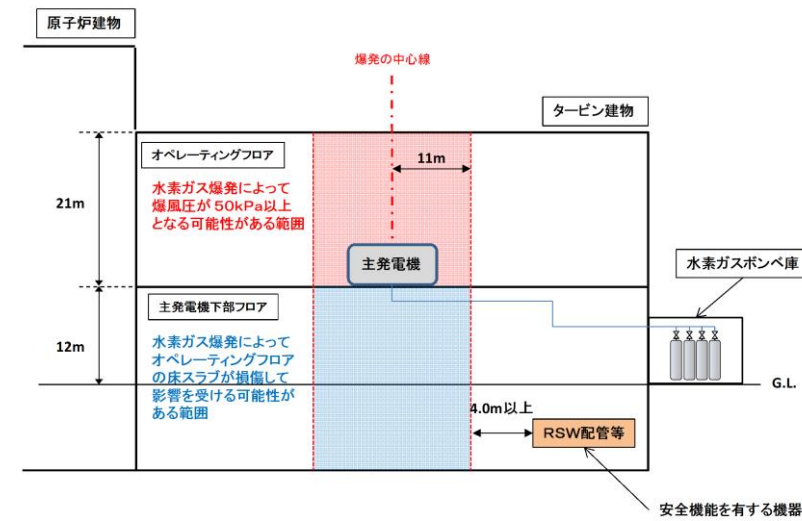 原子炉建物
爆発の中心線
タービン建物
オペレーティングフロア
11m
水素ガス爆発によって
爆風圧が50kPa以上
となる可能性がある範囲
21m
主発電機
水素ガスボンベ庫
主発電機下部フロア
水素ガス爆発によって
オペレーティングフロア
の床スラブが損傷して
影響を受ける可能性が
ある範囲
12m
G.L.
4.0m以上
RSW配管等
安全機能を有する機器